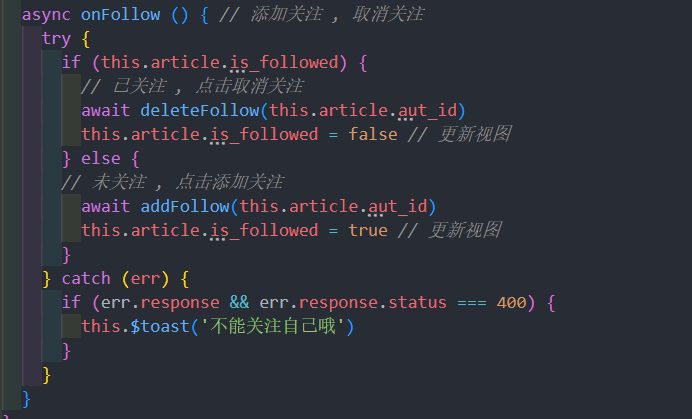 async onFollow () { // 添加关注 , 取消关注
try {
if (this.article.is_followed) {
// 已关注 , 点击取消关注
await deleteFollow(this.article.aut_id)
this.article.is_followed = false // 更新视图
} else {
// 未关注 , 点击添加关注
await addFollow(this.article.aut_id)
this.article.is_followed = true // 更新视图
}
} catch (err) {
if (err.response && err.response.status === 400) {
this.$toast('不能关注自己哦')
}
}
}